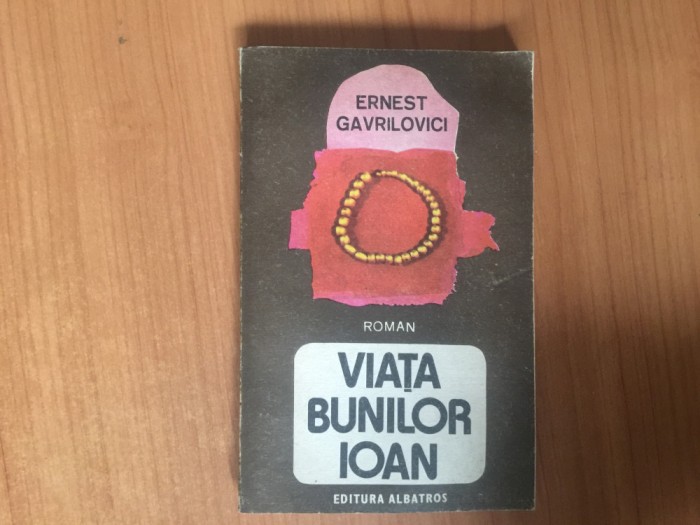 ERNEST
GAVRILOVICI
ROMAN
VIAȚA
BUNILOR
IOAN
EDITURA ALBATROS